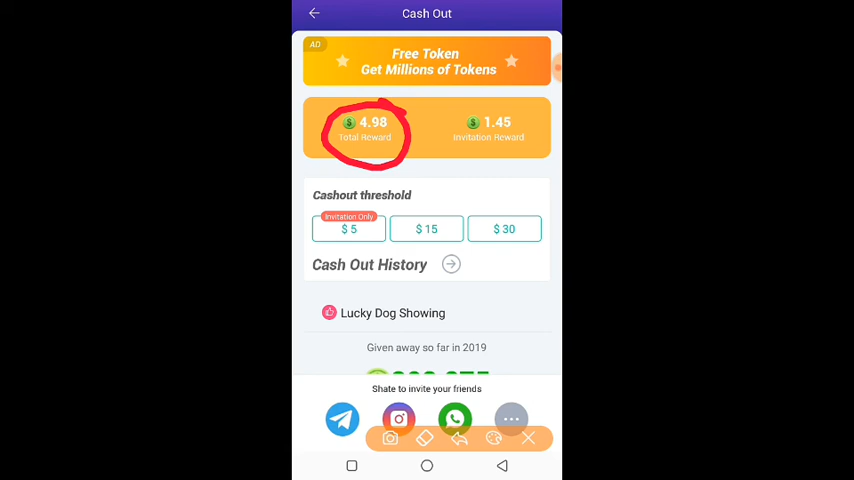 Cash Out
AD
Free Token
Get Millions of Tokens
$ 4.98
Total Reward
$ 1.45
Invitation Reward
Cashout threshold
Invitation Only
$ 5
$ 15
$ 30
Cash Out History
Lucky Dog Showing
Given away so far in 2019
Shate to invite your friends